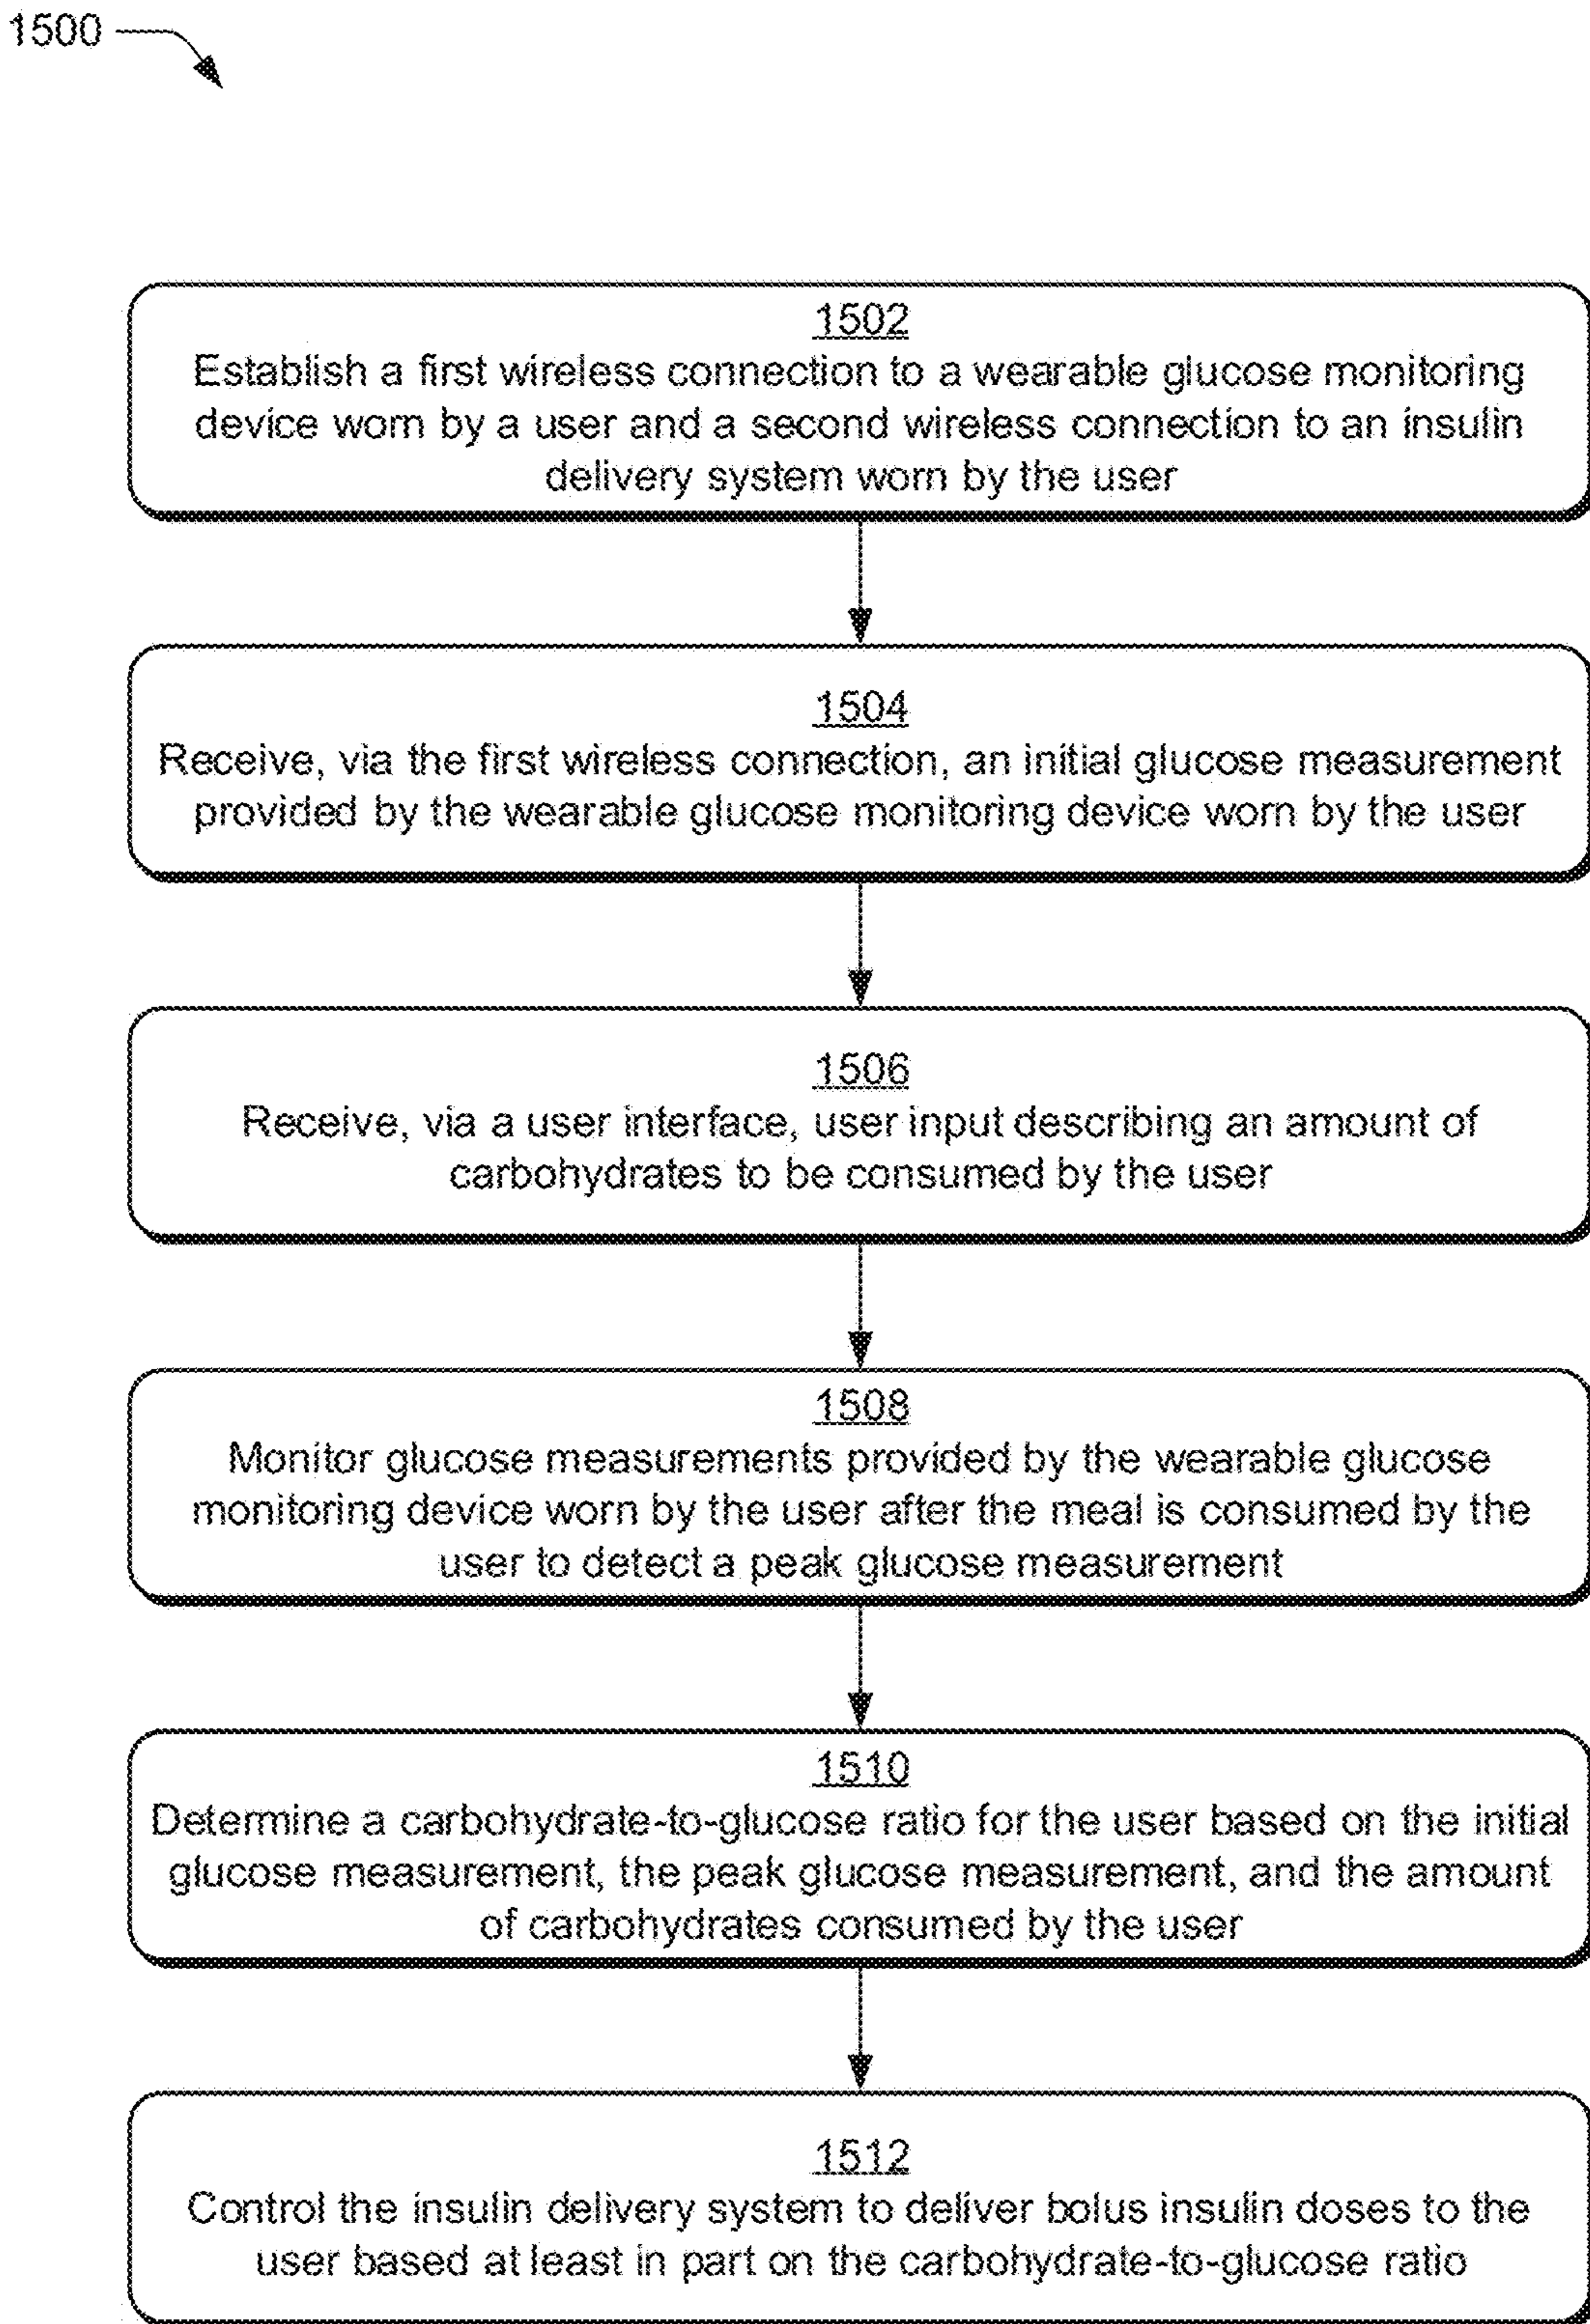 1500
1502
Establish a first wireless connection to a wearable glucose monitoring
device worn by a user and a second wireless connection to an insulin
delivery system worn by the user
1504
Receive, via the first wireless connection, an initial glucose measurement
provided by the wearable glucose monitoring device worn by the user
1506
Receive, via a user interface, user input describing an amount of
carbohydrates to be consumed by the user
1508
Monitor glucose measurements provided by the wearable glucose
monitoring device worn by the user after the meal is consumed by the
user to detect a peak glucose measurement
1510
Determine a carbohydrate-to-glucose ratio for the user based on the initial
glucose measurement, the peak glucose measurement, and the amount
of carbohydrates consumed by the user
1512
Control the insulin delivery system to deliver bolus insulin doses to the
user based at least in part on the carbohydrate-to-glucose ratio